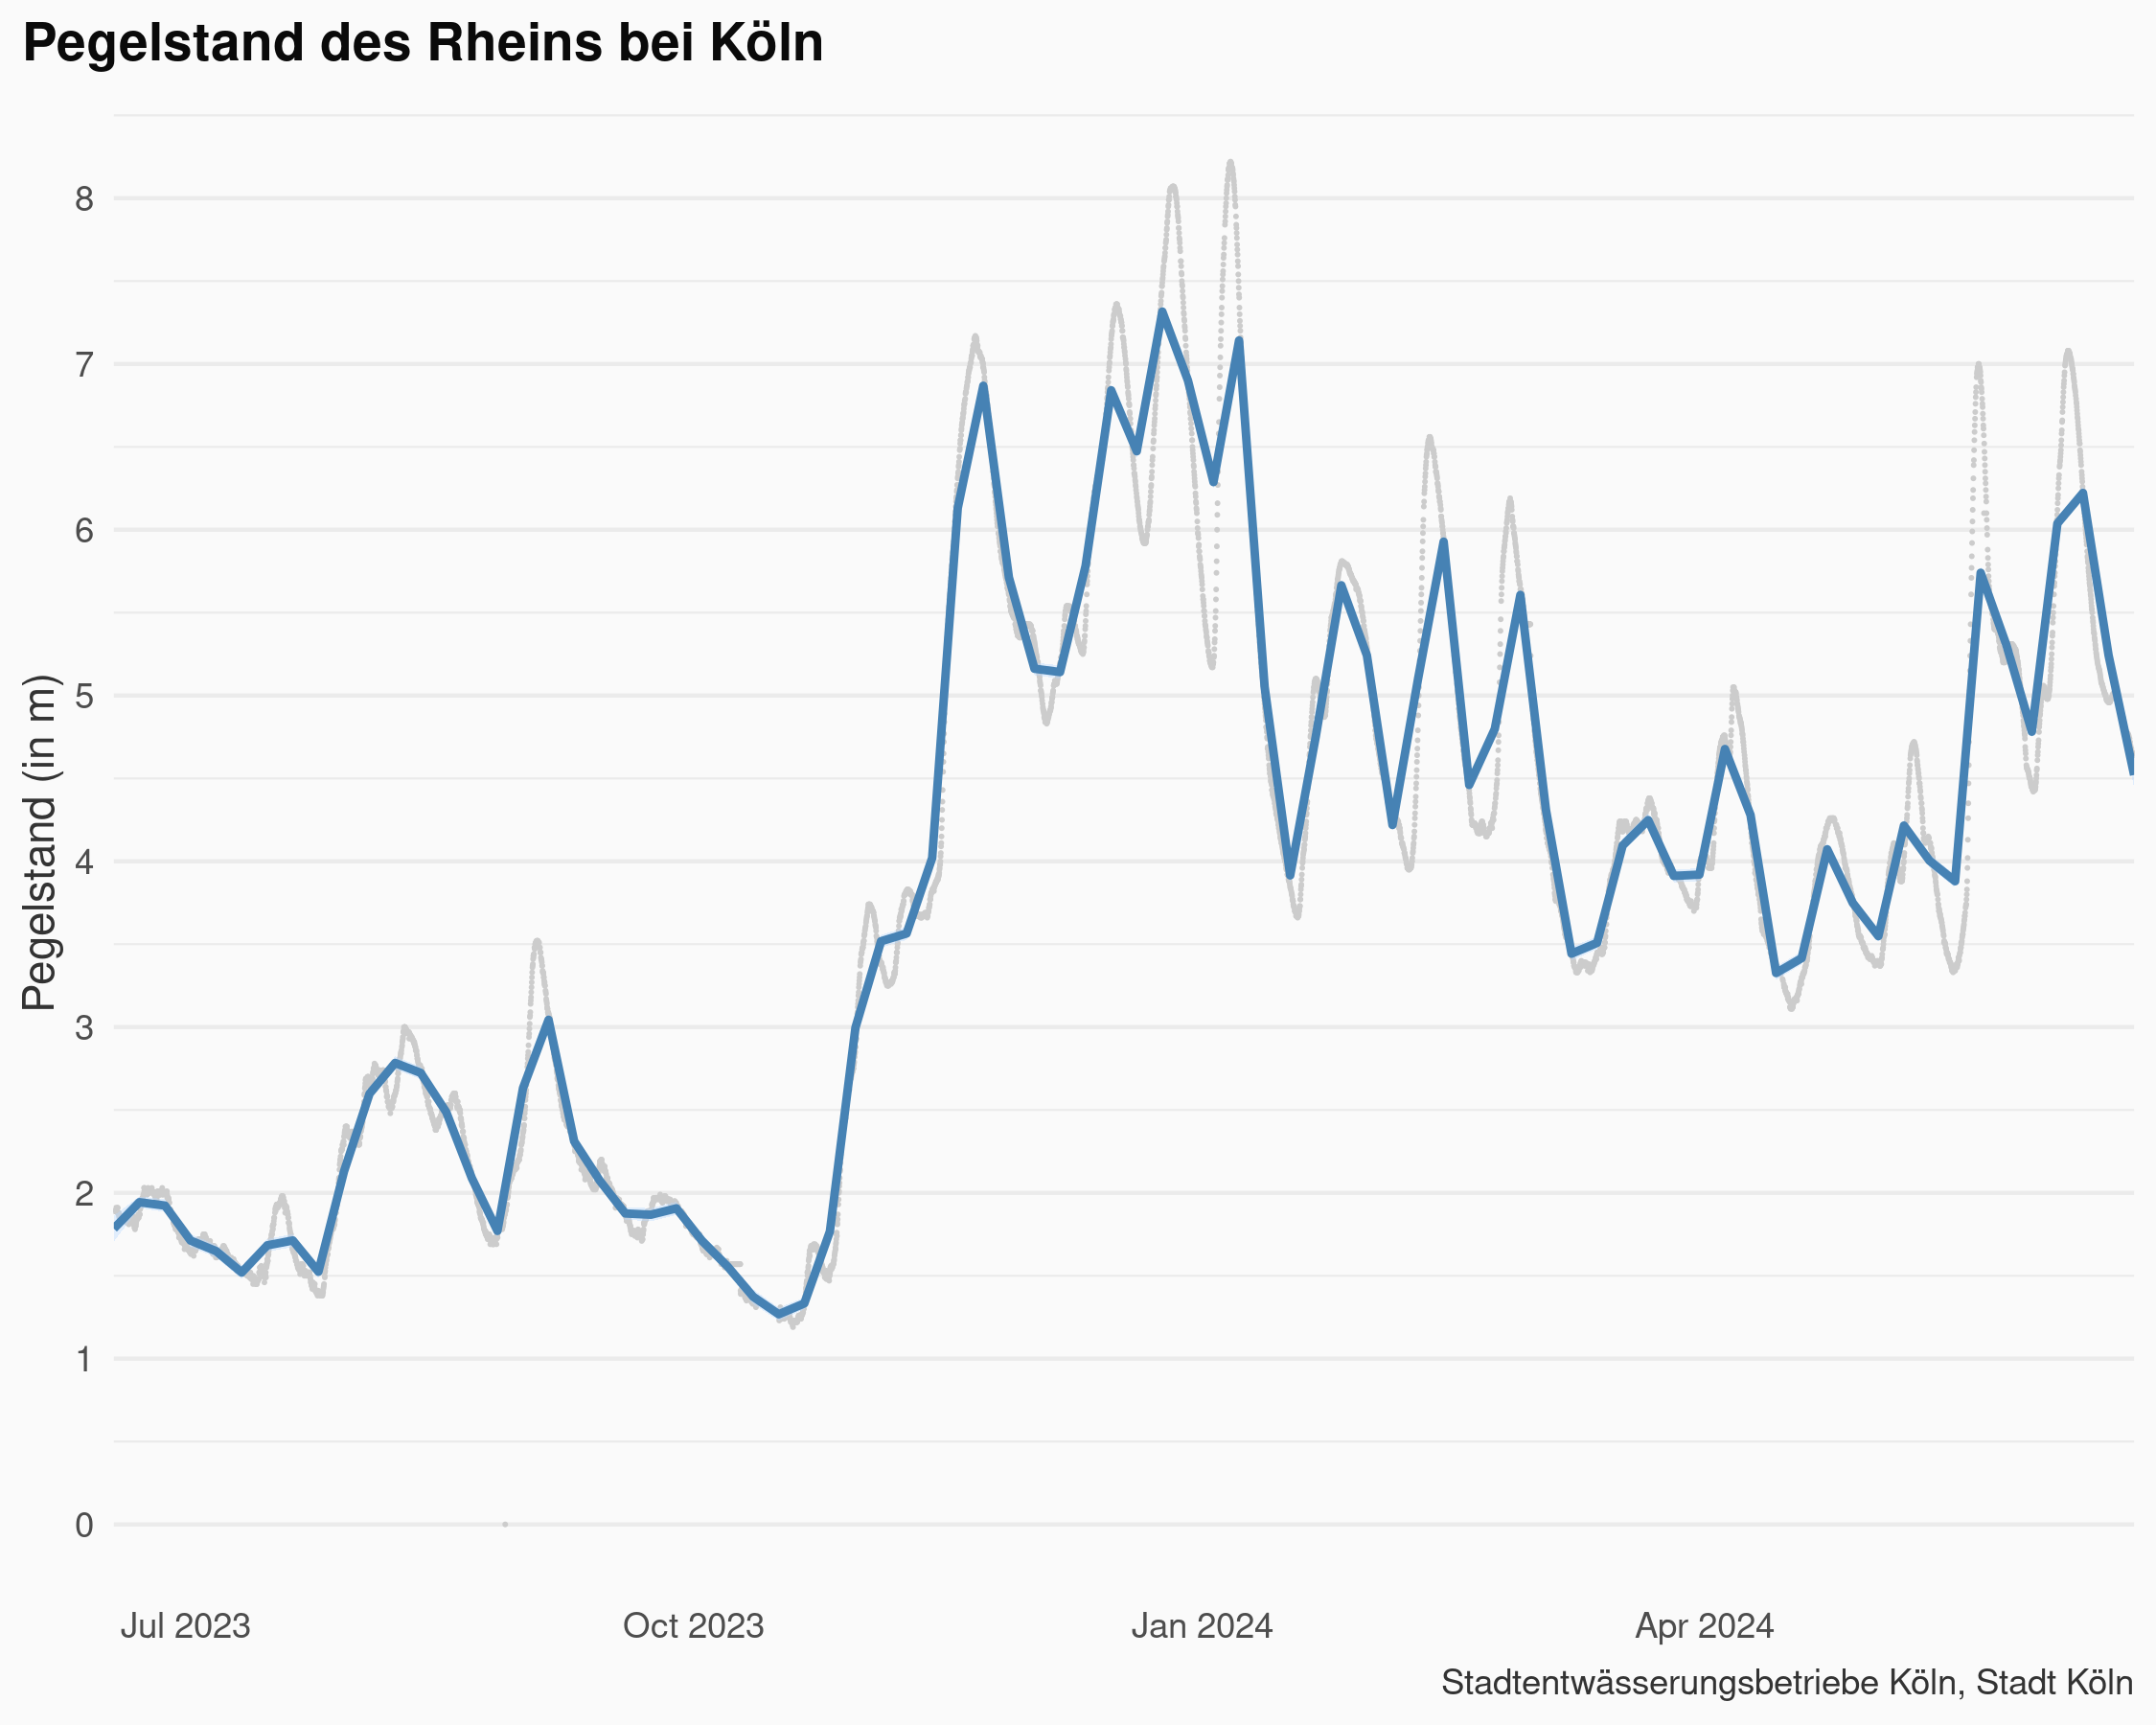 Pegelstand des Rheins bei Köln
Pegelstand (in m)
8
7
6
5
4
3
2
1
0
Jul 2023
Oct 2023
Jan 2024
Apr 2024
Stadtentwässerungsbetriebe Köln, Stadt Köln